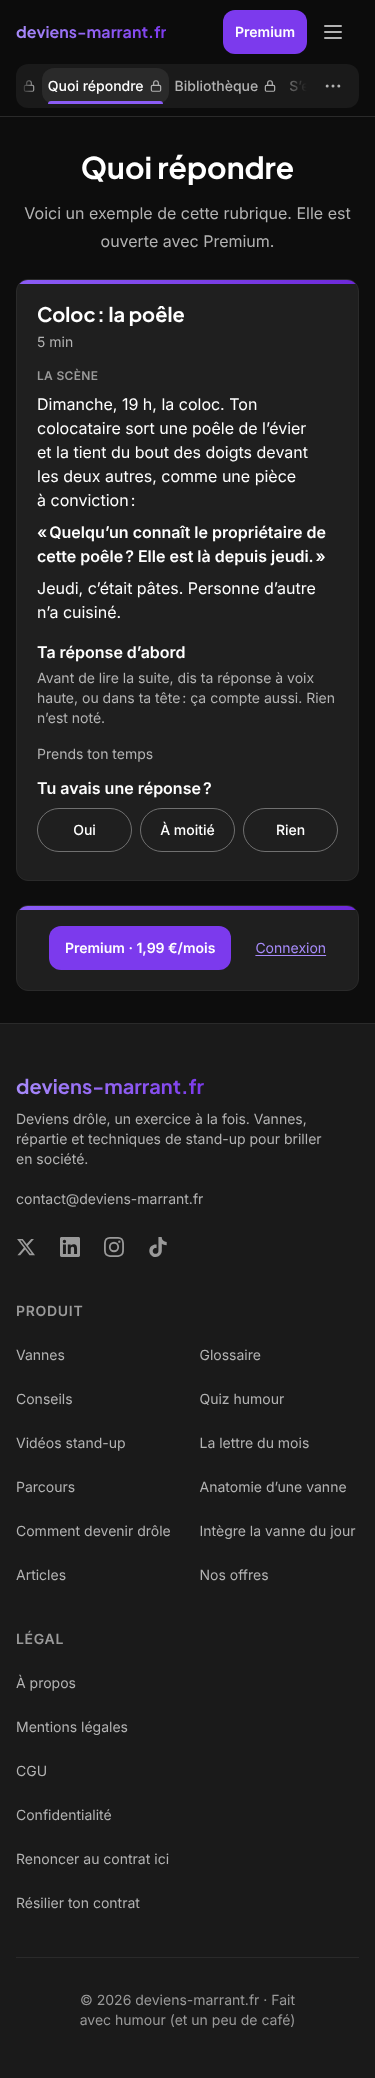 deviens-marrant.fr
Premium
Quoi répondre
Bibliothèque
Quoi répondre
Voici un exemple de cette rubrique. Elle est
ouverte avec Premium.
Coloc : la poêle
5 min
LA SCÈNE
Dimanche, 19 h, la coloc. Ton
colocataire sort une poêle de l’évier
et la tient du bout des doigts devant
les deux autres, comme une pièce
à conviction :
« Quelqu’un connaît le propriétaire de
cette poêle ? Elle est là depuis jeudi. »
Jeudi, c’était pâtes. Personne d’autre
n’a cuisiné.
Ta réponse d’abord
Avant de lire la suite, dis ta réponse à voix
haute, ou dans ta tête : ça compte aussi. Rien
n’est noté.
Prends ton temps
Tu avais une réponse ?
Oui
À moitié
Rien
Premium · 1,99 €/mois
Connexion
deviens-marrant.fr
Deviens drôle, un exercice à la fois. Vannes,
répartie et techniques de stand-up pour briller
en société.
contact@deviens-marrant.fr
PRODUIT
Vannes
Glossaire
Conseils
Quiz humour
Vidéos stand-up
La lettre du mois
Parcours
Anatomie d’une vanne
Comment devenir drôle
Intègre la vanne du jour
Articles
Nos offres
LÉGAL
À propos
Mentions légales
CGU
Confidentialité
Renoncer au contrat ici
Résilier ton contrat
© 2026 deviens-marrant.fr · Fait
avec humour (et un peu de café)